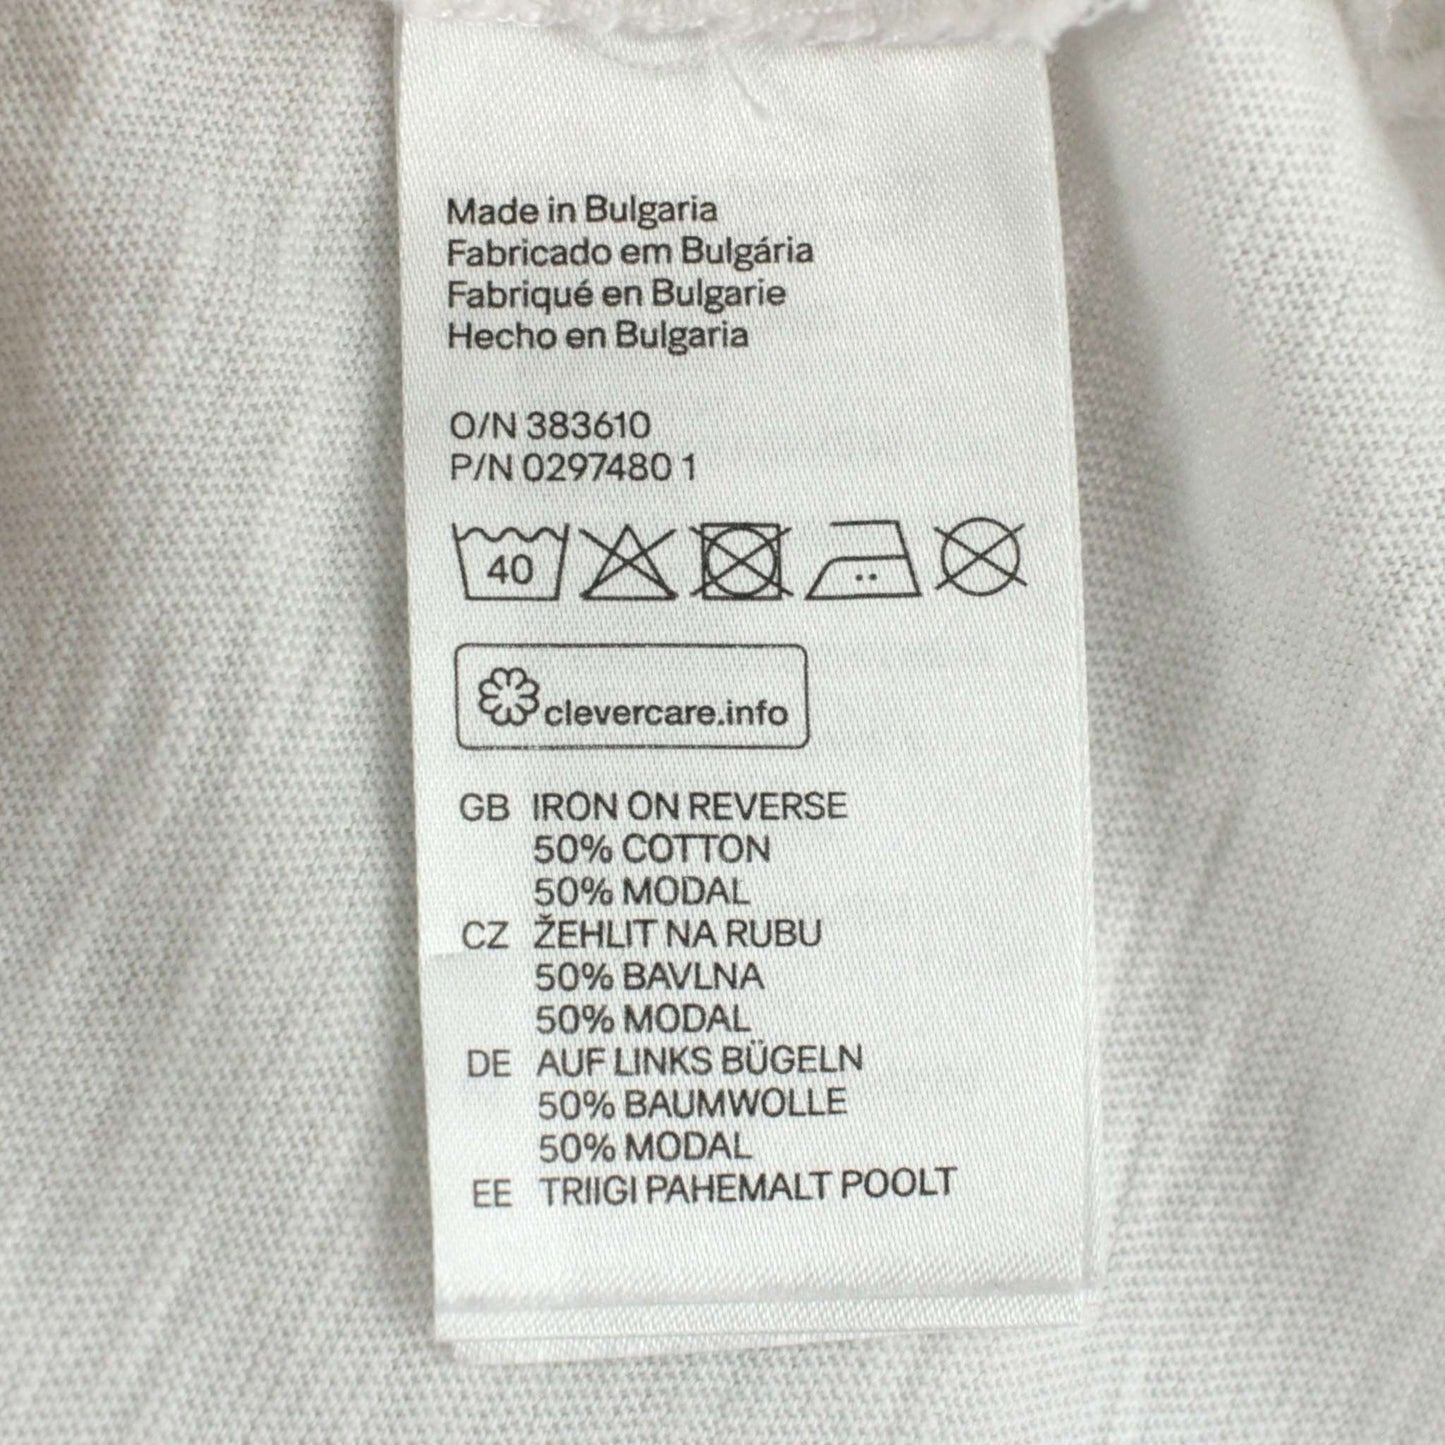 Made in Bulgaria
Fabricado em Bulgária
Fabriqué en Bulgarie
Hecho en Bulgaria
O/N 383610
P/N 0297480 1
40
clevercare.info
GB IRON ON REVERSE
50% COTTON
50% MODAL
CZ ŽEHLIT NA RUBU
50% BAVLNA
50% MODAL
DE AUF LINKS BÜGELN
50% BAUMWOLLE
50% MODAL
EE TRIIGI PAHEMALT POOLT